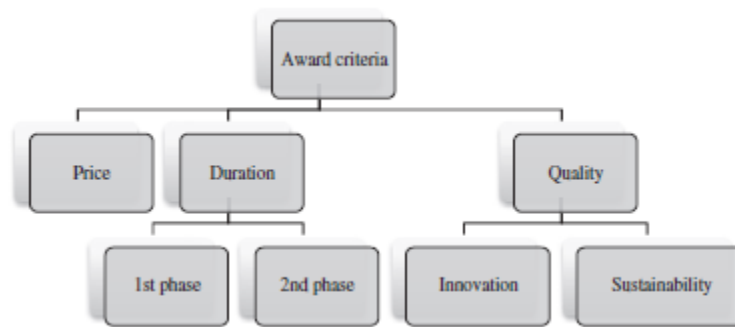 Award criteria
Price
Duration
Quality
1st phase
2nd phase
Innovation
Sustainability